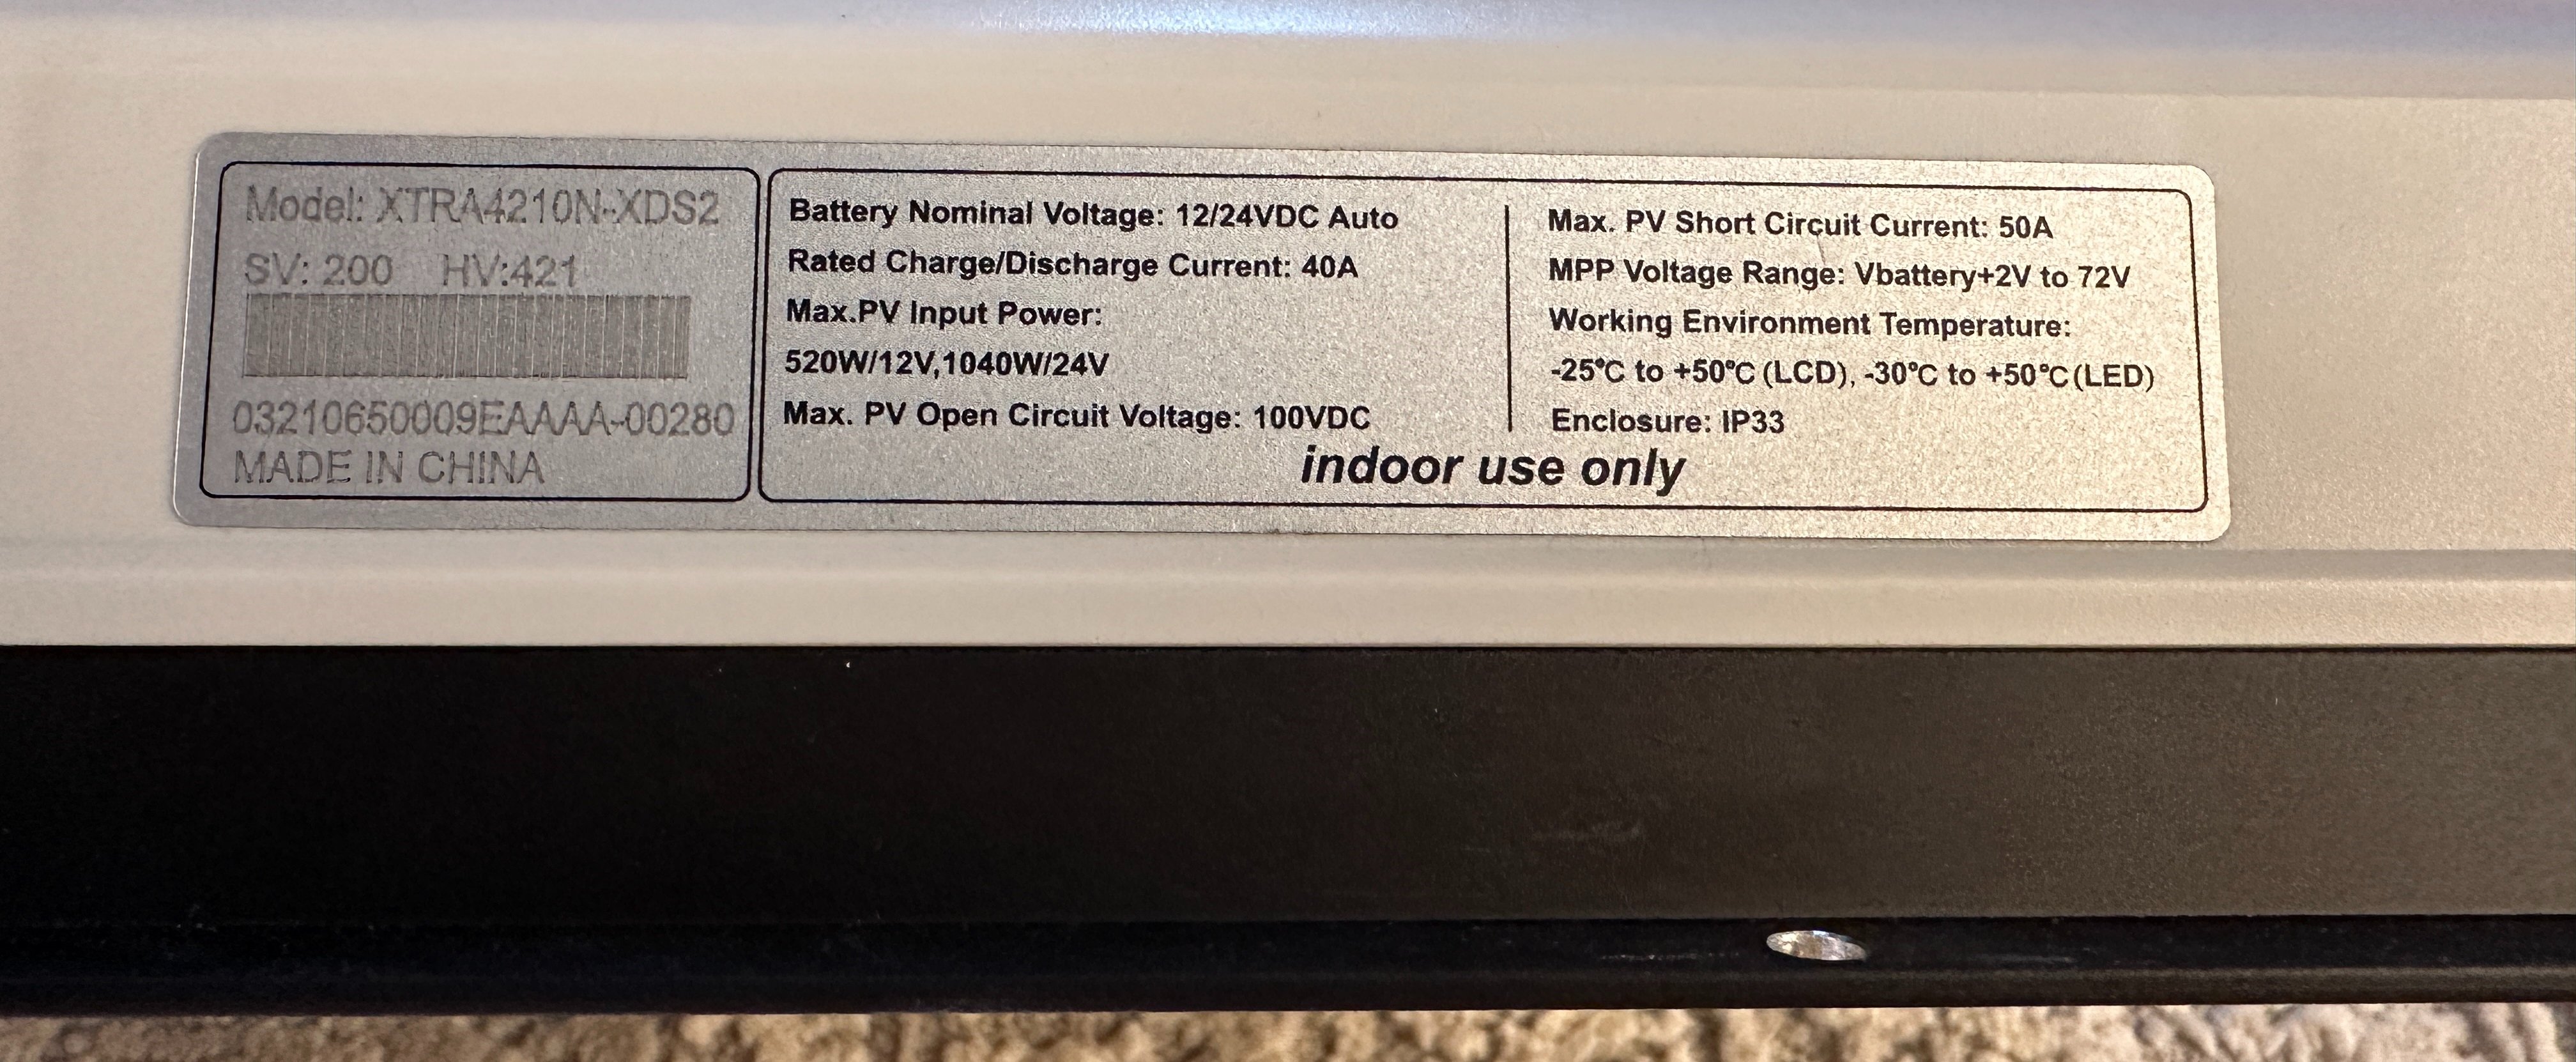 Model: XTRA4210N-XDS2
SV: 200 HV:421
03210650009EAAAA-00280
MADE IN CHINA
Battery Nominal Voltage: 12/24VDC Auto
Rated Charge/Discharge Current: 40A
Max.PV Input Power:
520W/12V,1040W/24V
Max. PV Open Circuit Voltage: 100VDC
Max. PV Short Circuit Current: 50A
MPP Voltage Range: Vbattery+2V to 72V
Working Environment Temperature:
-25℃ to +50℃(LCD), -30℃ to +50℃(LED)
Enclosure: IP33
indoor use only